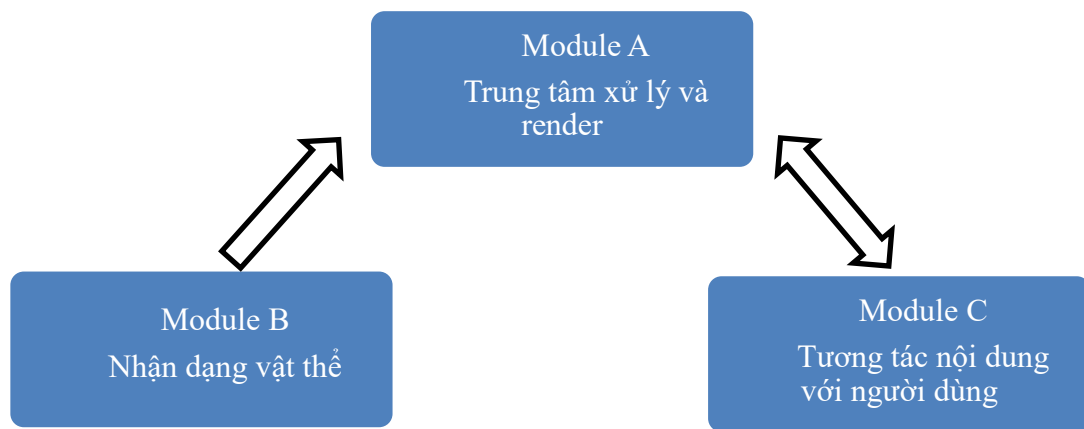 Module A
Trung tâm xử lý và
render
Module B
Nhận dạng vật thể
Module C
Tương tác nội dung
với người dùng